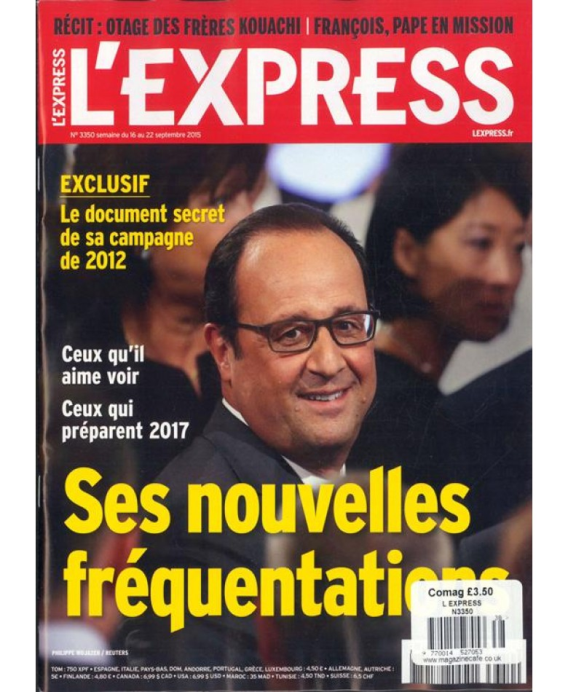 RÉCIT : OTAGE DES FRÈRES KOUACHI | FRANÇOIS, PAPE EN MISSION
L'EXPRESS
L'EXPRESS
N° 3350 semaine du 16 au 22 septembre 2015
LEXPRESS.fr
EXCLUSIF
Le document secret
de sa campagne
de 2012
Ceux qu'il
aime voir
Ceux qui
préparent 2017
Ses nouvelles
fréquentations
Comag £3.50
L EXPRESS
N3350
38
9 770014 527053
www.magazinecafe.co.uk
PHILIPPE WOJAZER / REUTERS
TOM : 750 XPF • ESPAGNE, ITALIE, PAYS-BAS, DOM, ANDORRE, PORTUGAL, GRÈCE, LUXEMBOURG : 4,50 € • ALLEMAGNE, AUTRICHE :
5€ • FINLANDE : 4,80 € • CANADA : 6,99 $ CAD • USA : 6,99 $ USD • MAROC : 35 MAD • TUNISIE : 4,50 TND • SUISSE : 6,5 CHF